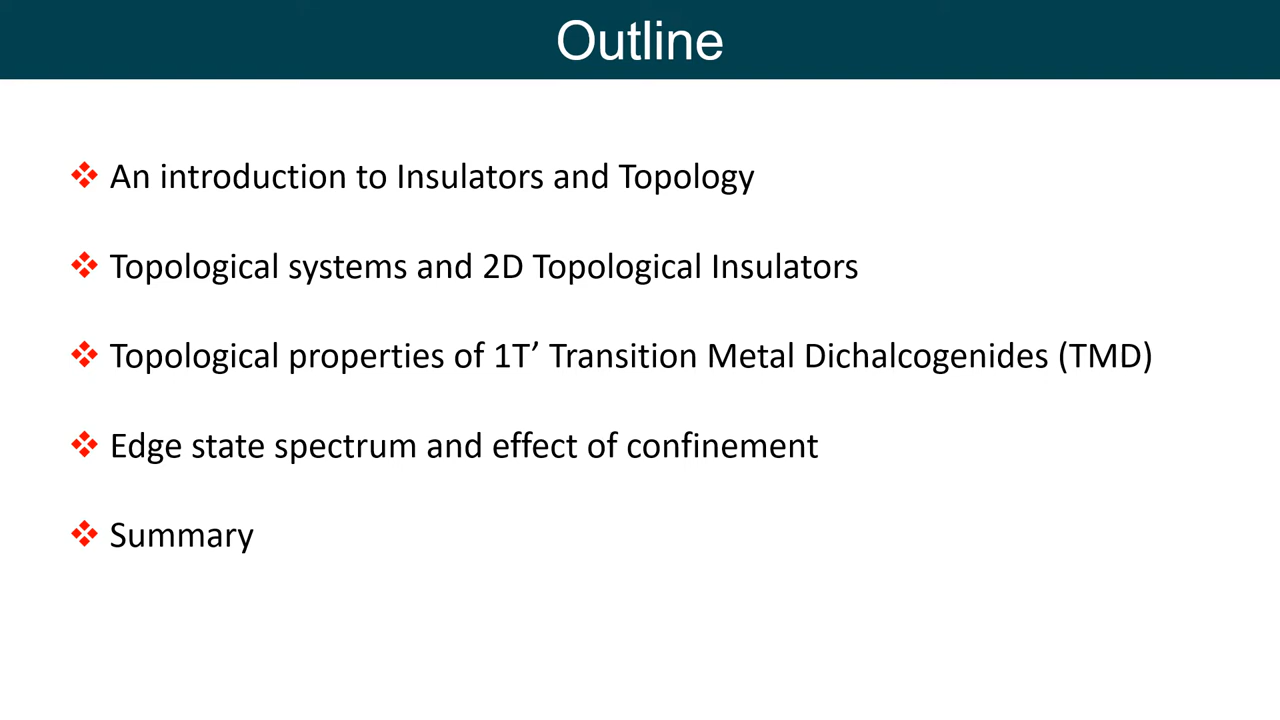 Outline
An introduction to Insulators and Topology
Topological systems and 2D Topological Insulators
Topological properties of 1T’ Transition Metal Dichalcogenides (TMD)
Edge state spectrum and effect of confinement
Summary